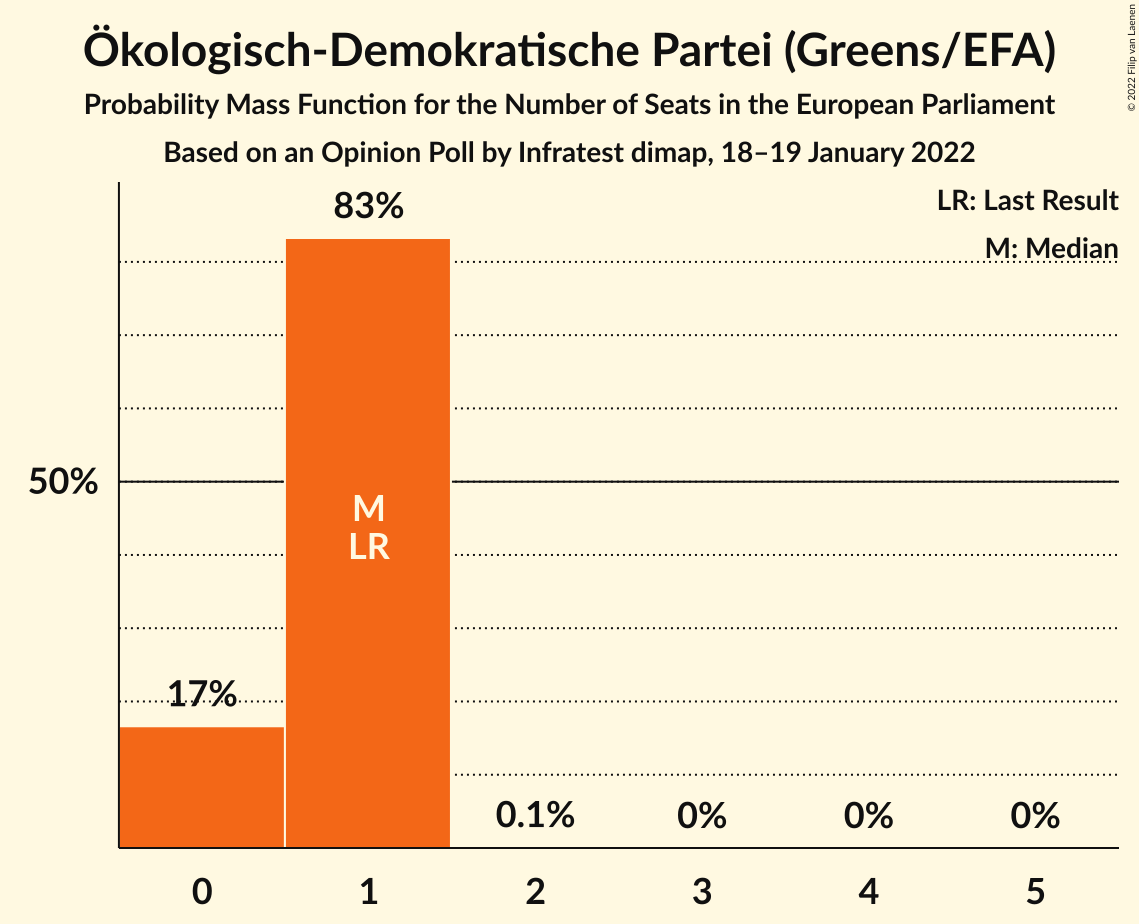 Ökologisch-Demokratische Partei (Greens/EFA)
Probability Mass Function for the Number of Seats in the European Parliament
Based on an Opinion Poll by Infratest dimap, 18–19 January 2022
© 2022 Filip van Laenen
LR: Last Result
M: Median
83%
50%
M
LR
17%
0.1%
0%
0%
0%
0
1
2
3
4
5